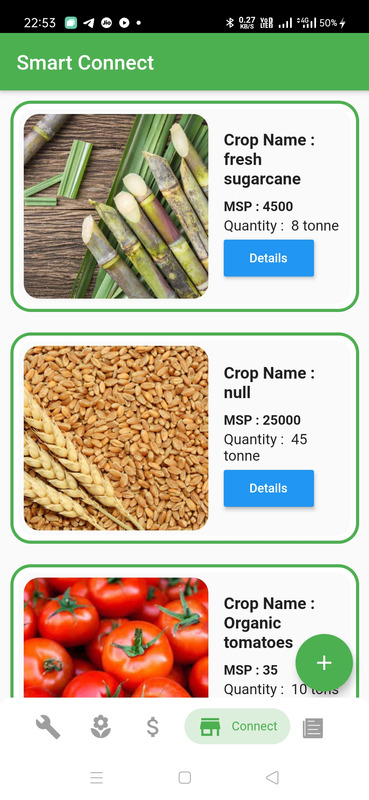 22:53
0.27
KB/S
Vo)
LTE
4G
50%
Smart Connect
Crop Name :
fresh
sugarcane
MSP : 4500
Quantity : 8 tonne
Details
Crop Name :
null
MSP : 25000
Quantity : 45
tonne
Details
Crop Name :
Organic
tomatoes
MSP : 35
Quantity : 10 tons
+
$
Connect